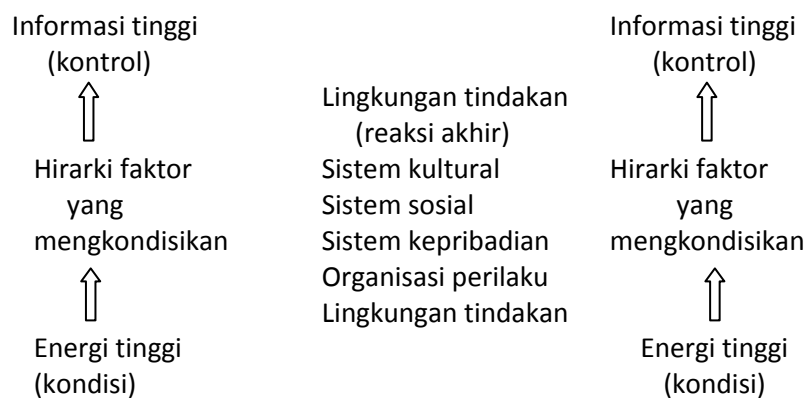 Informasi tinggi
(kontrol)
Hirarki faktor
yang
mengkondisikan
Energi tinggi
(kondisi)
Lingkungan tindakan
(reaksi akhir)
Sistem kultural
Sistem sosial
Sistem kepribadian
Organisasi perilaku
Lingkungan tindakan
Informasi tinggi
(kontrol)
Hirarki faktor
yang
mengkondisikan
Energi tinggi
(kondisi)